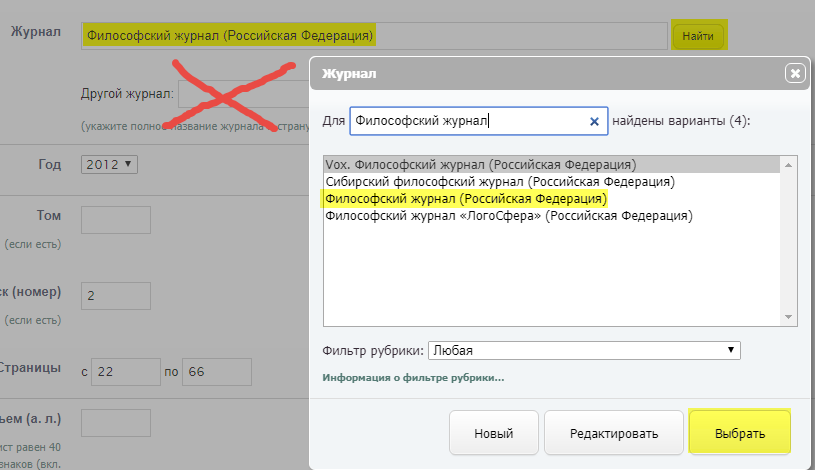 Журнал
Философский журнал (Российская Федерация)
Найти
Другой журнал:
(укажите полное название журнала и страну
Год
2012
Том
(если есть)
ск (номер)
2
(если есть)
Страницы
с 22 по 66
ъем (а. л.)
ист равен 40
знаков (вкл.
Журнал
Для Философский журнал найдены варианты (4):
Vox. Философский журнал (Российская Федерация)
Сибирский философский журнал (Российская Федерация)
Философский журнал (Российская Федерация)
Философский журнал «ЛогоСфера» (Российская Федерация)
Фильтр рубрики: Любая
Информация о фильтре рубрики...
Новый
Редактировать
Выбрать